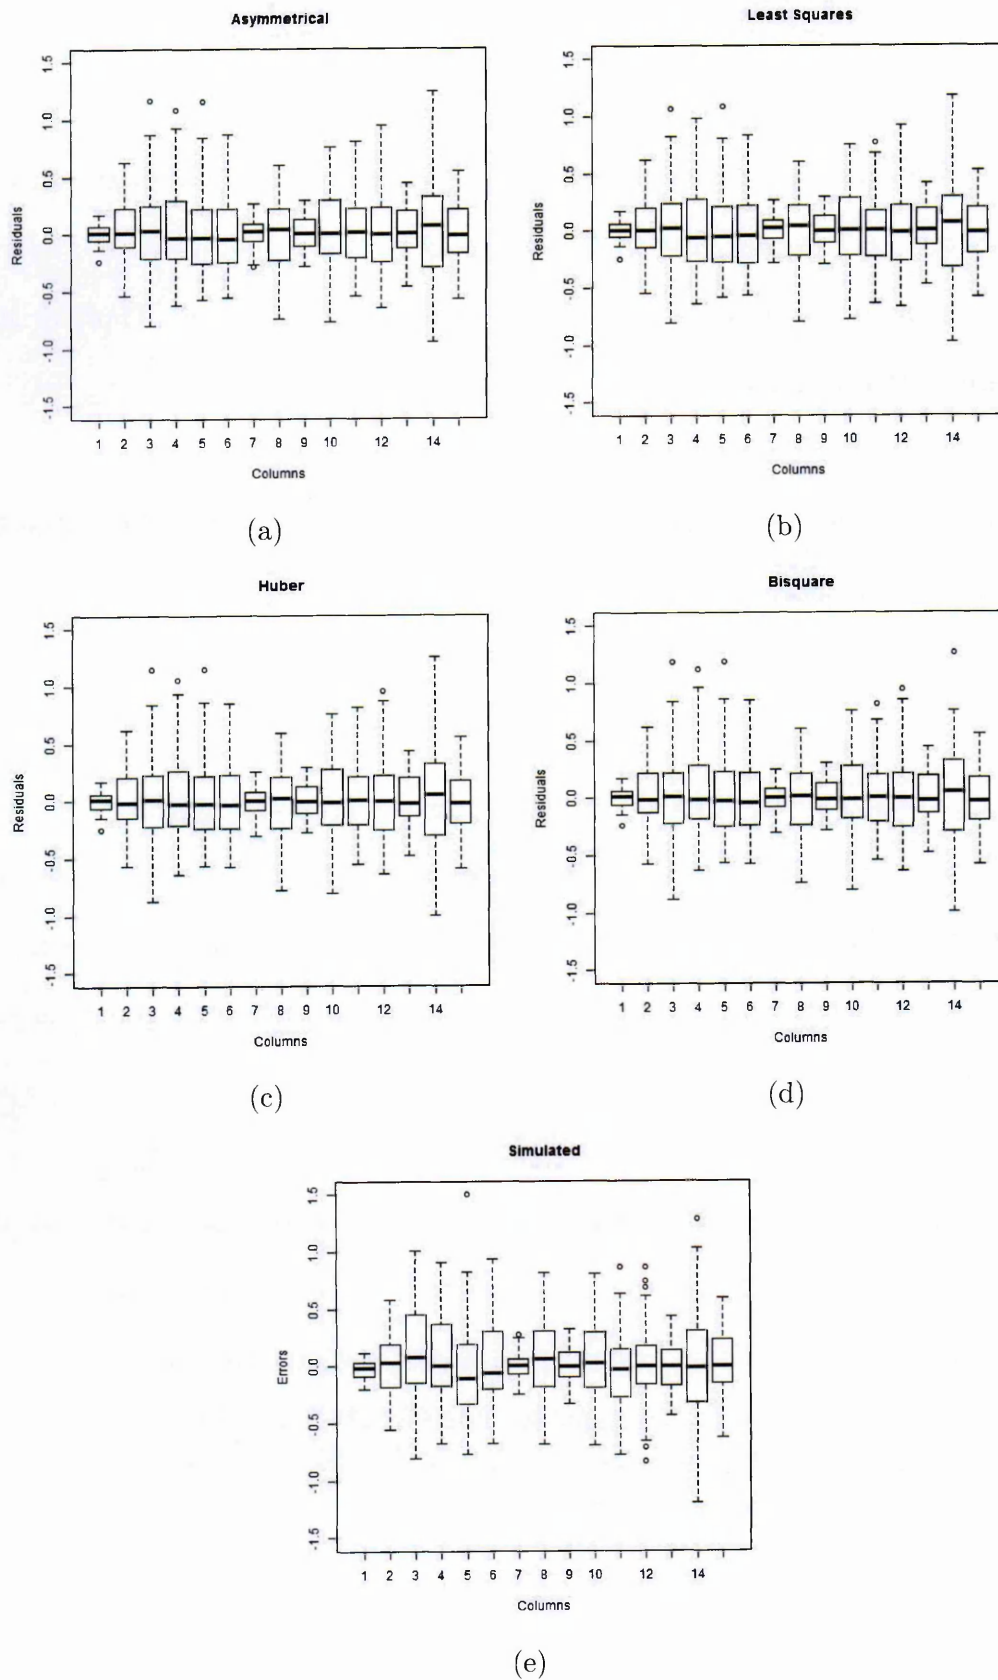 Asymmetrical
Residuals
1.5
1.0
0.5
0.0
-0.5
-1.0
-1.5
1 2 3 4 5 6 7 8 9 10 12 14
Columns
(a)
Least Squares
Residuals
1.5
1.0
0.5
0.0
-0.5
-1.0
-1.5
1 2 3 4 5 6 7 8 9 10 12 14
Columns
(b)
Huber
Residuals
1.5
1.0
0.5
0.0
-0.5
-1.0
-1.5
1 2 3 4 5 6 7 8 9 10 12 14
Columns
(c)
Bisquare
Residuals
1.5
1.0
0.5
0.0
-0.5
-1.0
-1.5
1 2 3 4 5 6 7 8 9 10 12 14
Columns
(d)
Simulated
Errors
1.5
1.0
0.5
0.0
-0.5
-1.0
-1.5
1 2 3 4 5 6 7 8 9 10 12 14
Columns
(e)